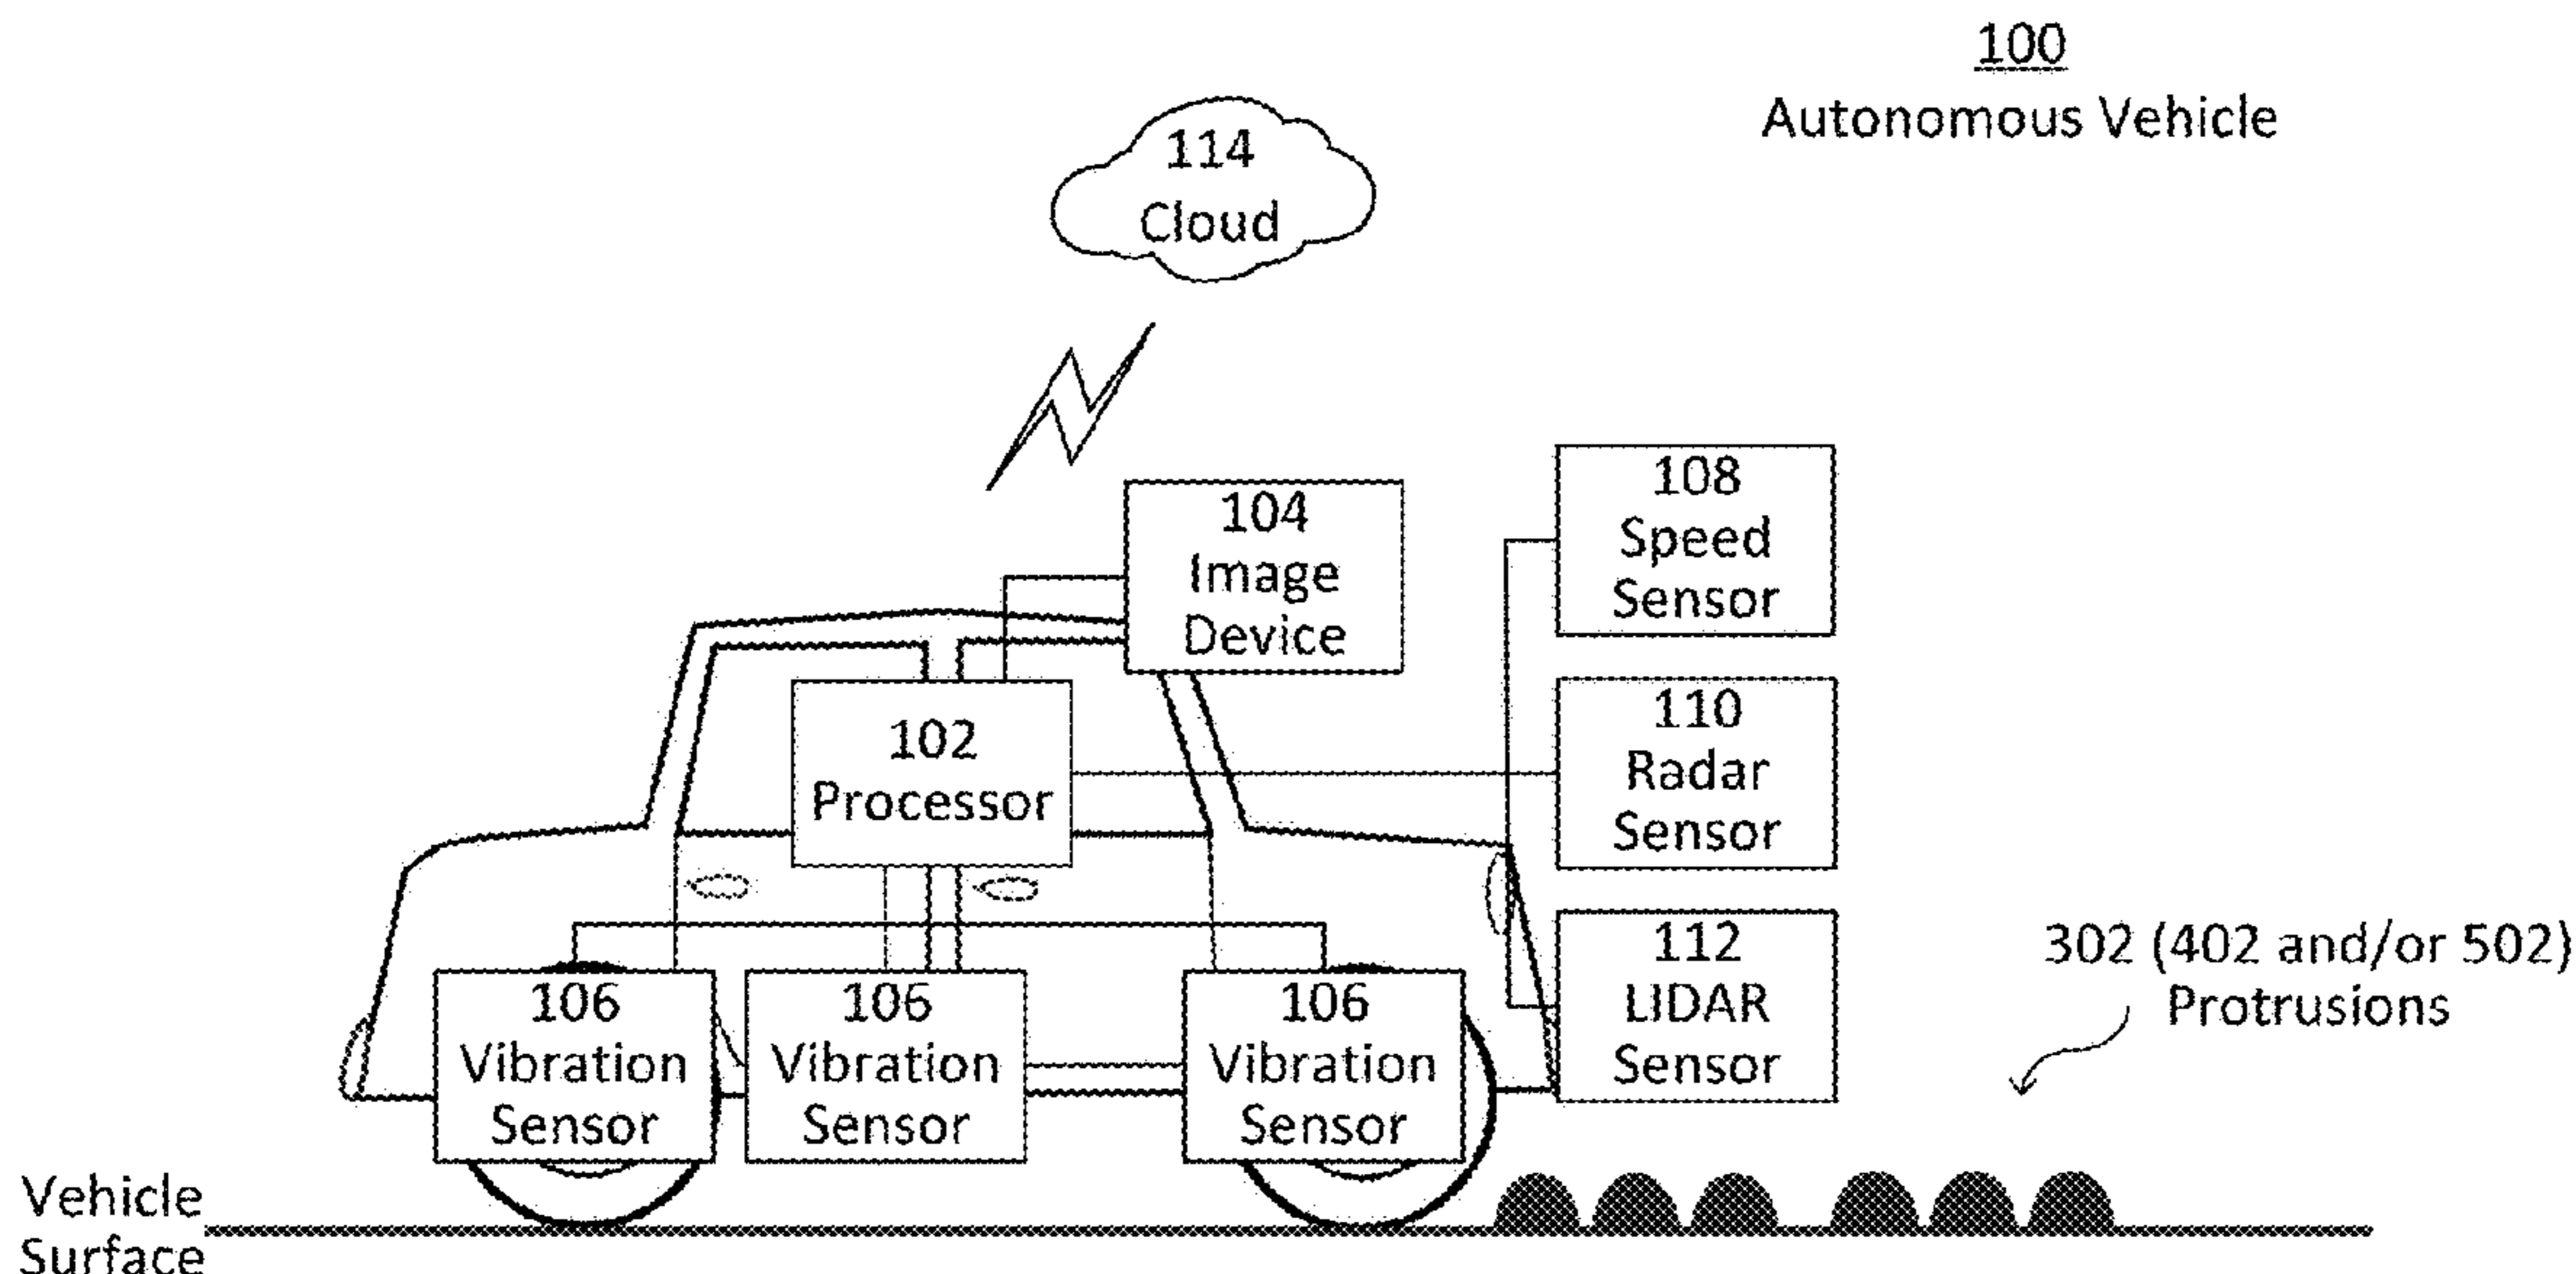 100
Autonomous Vehicle
114
Cloud
104
Image
Device
108
Speed
Sensor
102
Processor
110
Radar
Sensor
112
LIDAR
Sensor
302 (402 and/or 502)
Protrusions
106
Vibration
Sensor
106
Vibration
Sensor
106
Vibration
Sensor
Vehicle
Surface